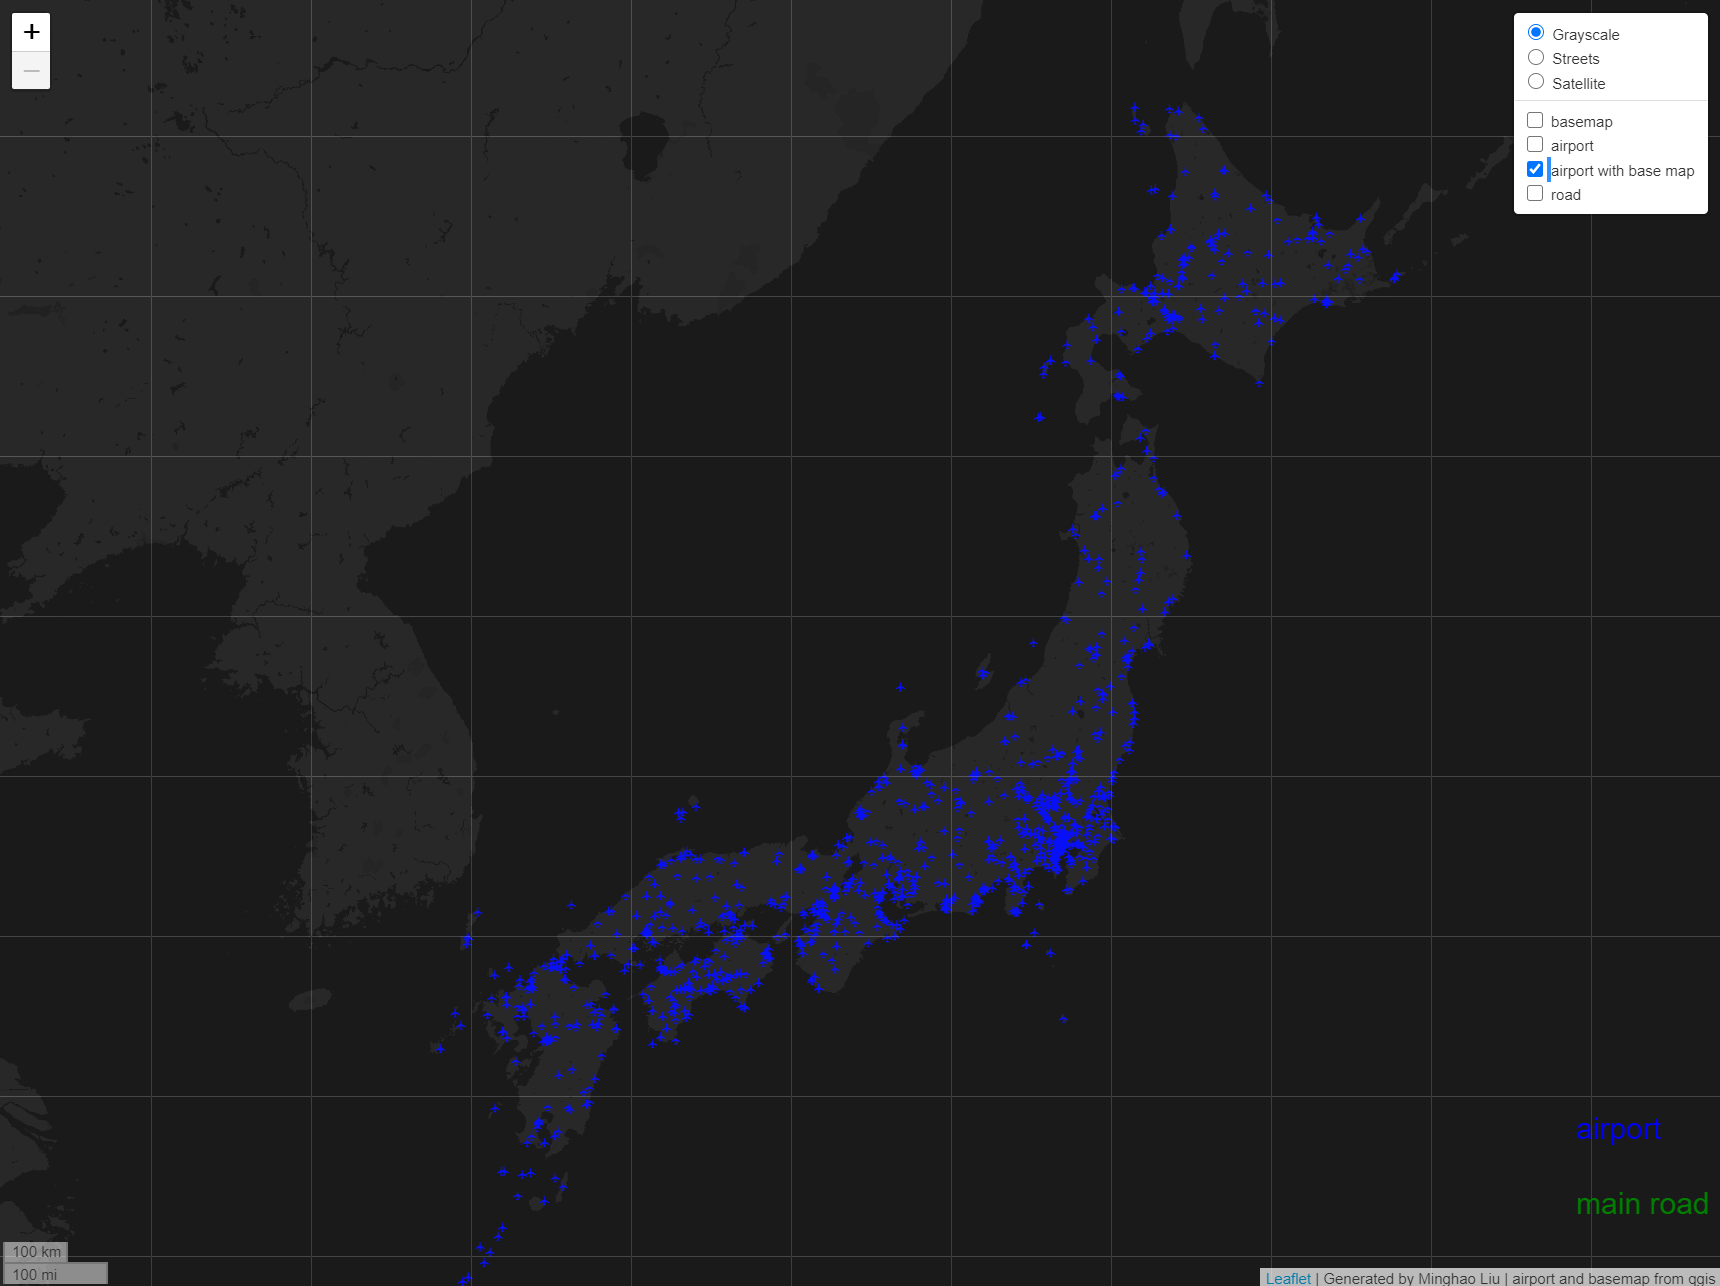 +
−
Grayscale
Streets
Satellite
basemap
airport
airport with base map
road
airport
main road
100 km
100 mi
Leaflet | Generated by Minghao Liu | airport and basemap from qgis